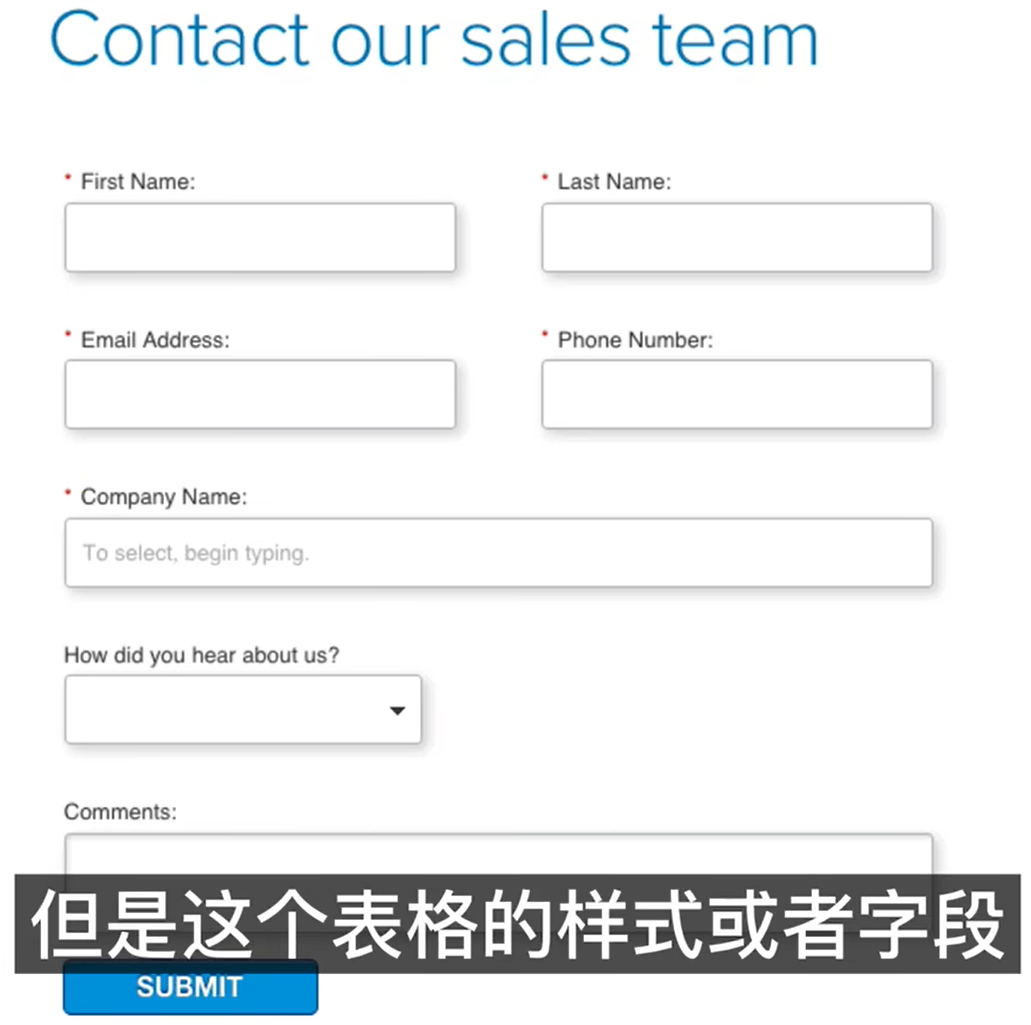 Contact our sales team
* First Name:
* Last Name:
* Email Address:
* Phone Number:
* Company Name:
To select, begin typing.
How did you hear about us?
Comments:
但是这个表格的样式或者字段
SUBMIT